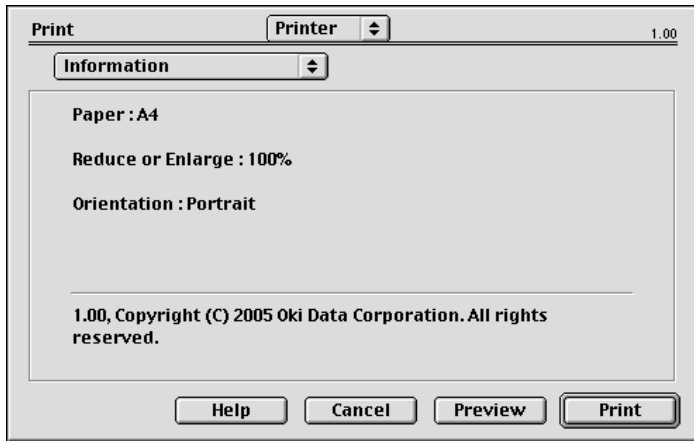 Print Printer 1.00
Information
Paper : A4
Reduce or Enlarge : 100%
Orientation : Portrait
1.00, Copyright (C) 2005 Oki Data Corporation. All rights
reserved.
Help Cancel Preview Print